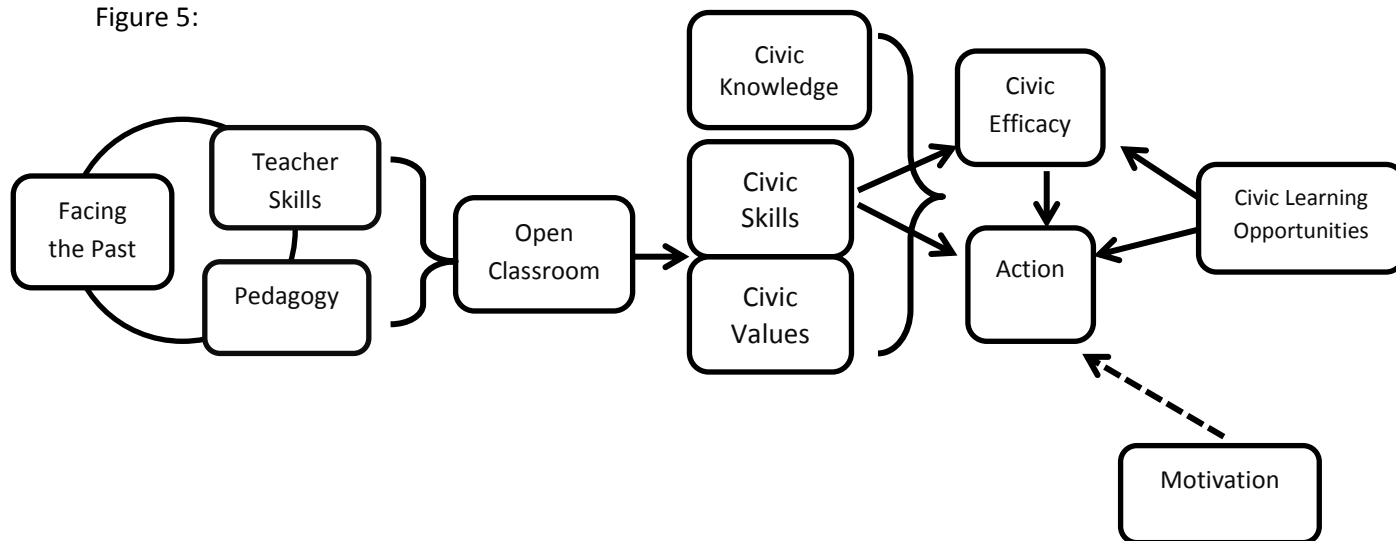 Figure 5:
Facing
the Past
Teacher
Skills
Pedagogy
Open
Classroom
Civic
Knowledge
Civic
Skills
Civic
Values
Civic
Efficacy
Action
Civic Learning
Opportunities
Motivation